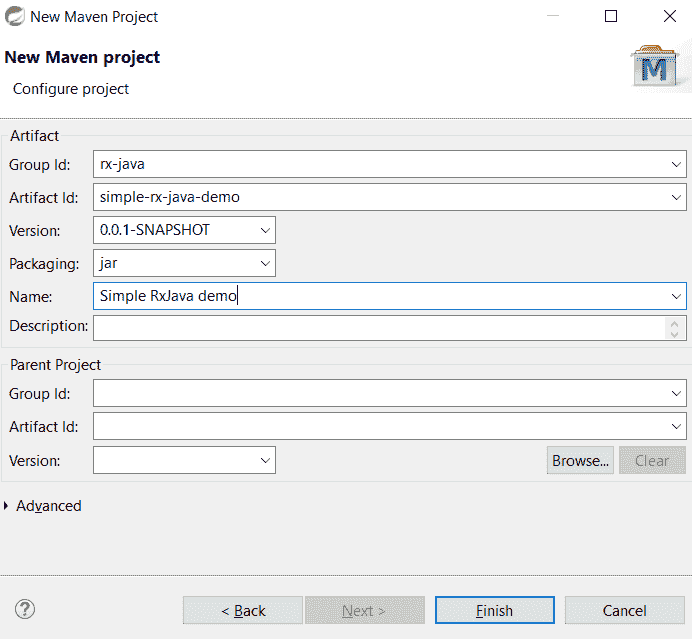 New Maven Project
New Maven project
Configure project
M
Artifact
Group Id: rx-java
Artifact Id: simple-rx-java-demo
Version: 0.0.1-SNAPSHOT
Packaging: jar
Name: Simple RxJava demo
Description:
Parent Project
Group Id:
Artifact Id:
Version: Browse... Clear
Advanced
? < Back Next > Finish Cancel